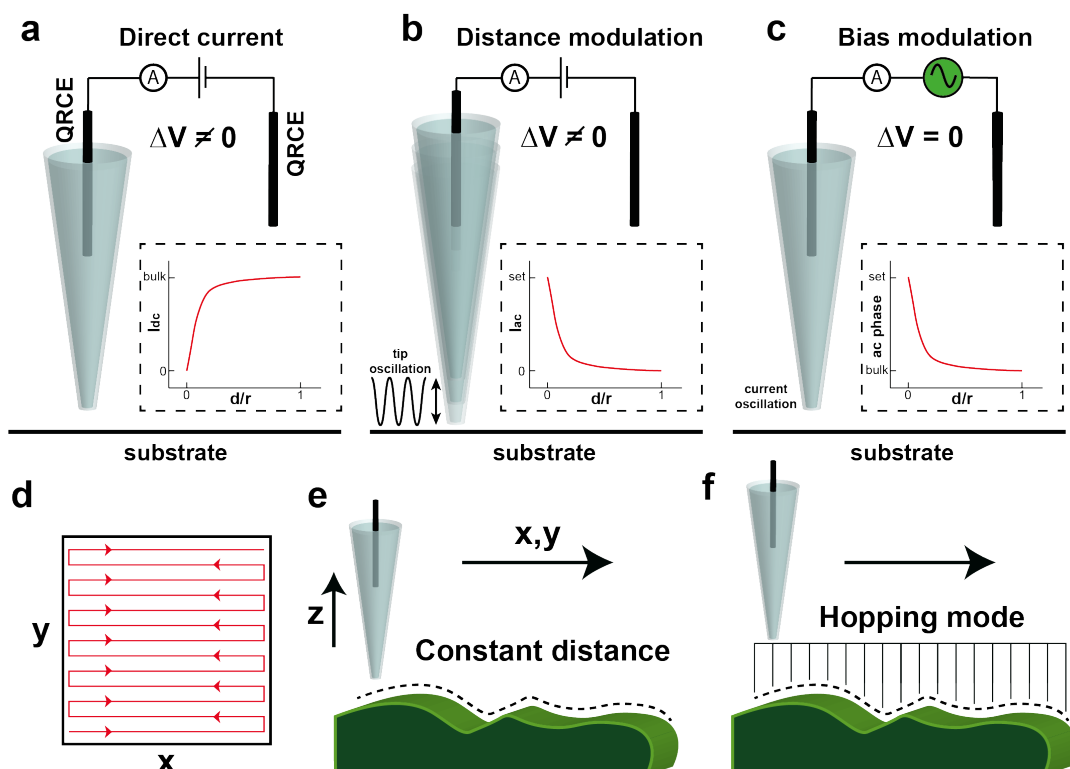 a
Direct current
A
QRCE
QRCE
ΔV ≠ 0
bulk
Idc
0
0
d/r
1
substrate
b
Distance modulation
A
ΔV ≠ 0
tip
oscillation
set
Iac
0
0
d/r
1
substrate
c
Bias modulation
A
ΔV = 0
current
oscillation
set
ac phase
bulk
0
d/r
1
substrate
d
y
x
e
x,y
z
Constant distance
f
Hopping mode